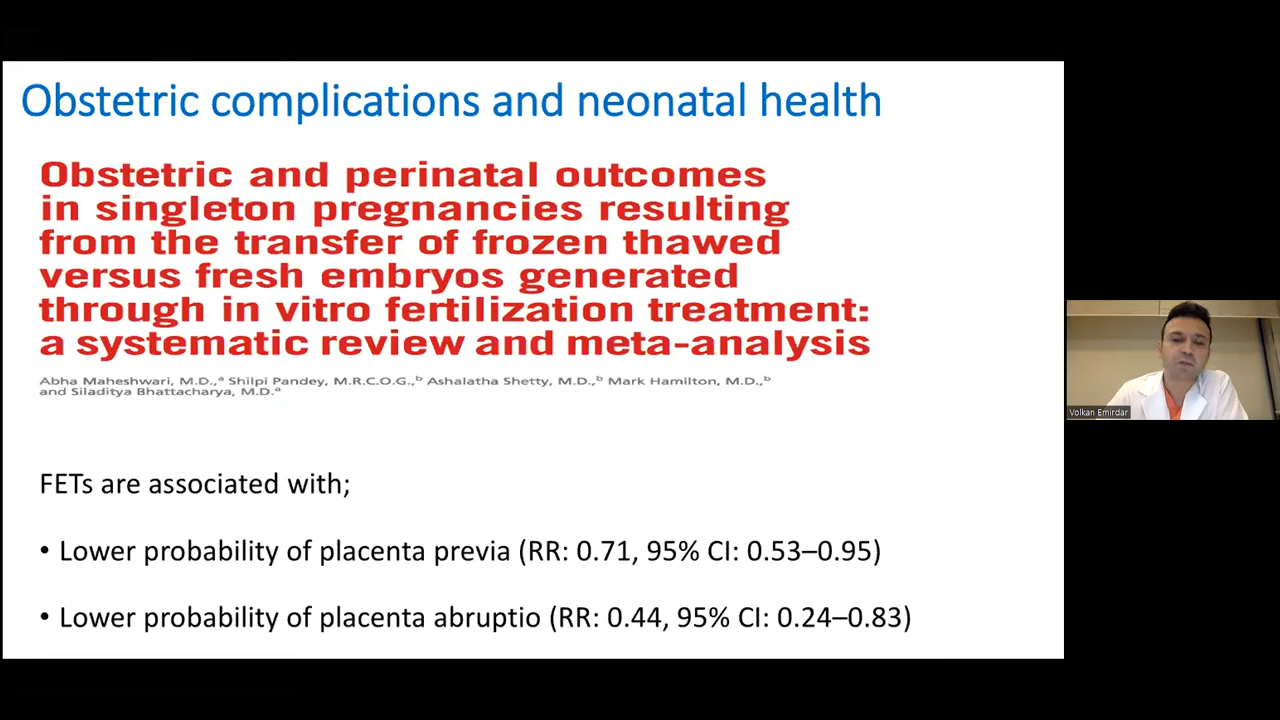 Obstetric complications and neonatal health
Obstetric and perinatal outcomes
in singleton pregnancies resulting
from the transfer of frozen thawed
versus fresh embryos generated
through in vitro fertilization treatment:
a systematic review and meta-analysis
Abha Maheshwari, M.D.,ª Shilpi Pandey, M.R.C.O.G.,ᵇ Ashalatha Shetty, M.D.,ᵇ Mark Hamilton, M.D.,ᵇ
and Siladitya Bhattacharya, M.D.ª
FETs are associated with;
• Lower probability of placenta previa (RR: 0.71, 95% CI: 0.53–0.95)
• Lower probability of placenta abruptio (RR: 0.44, 95% CI: 0.24–0.83)
Volkan Emirdar